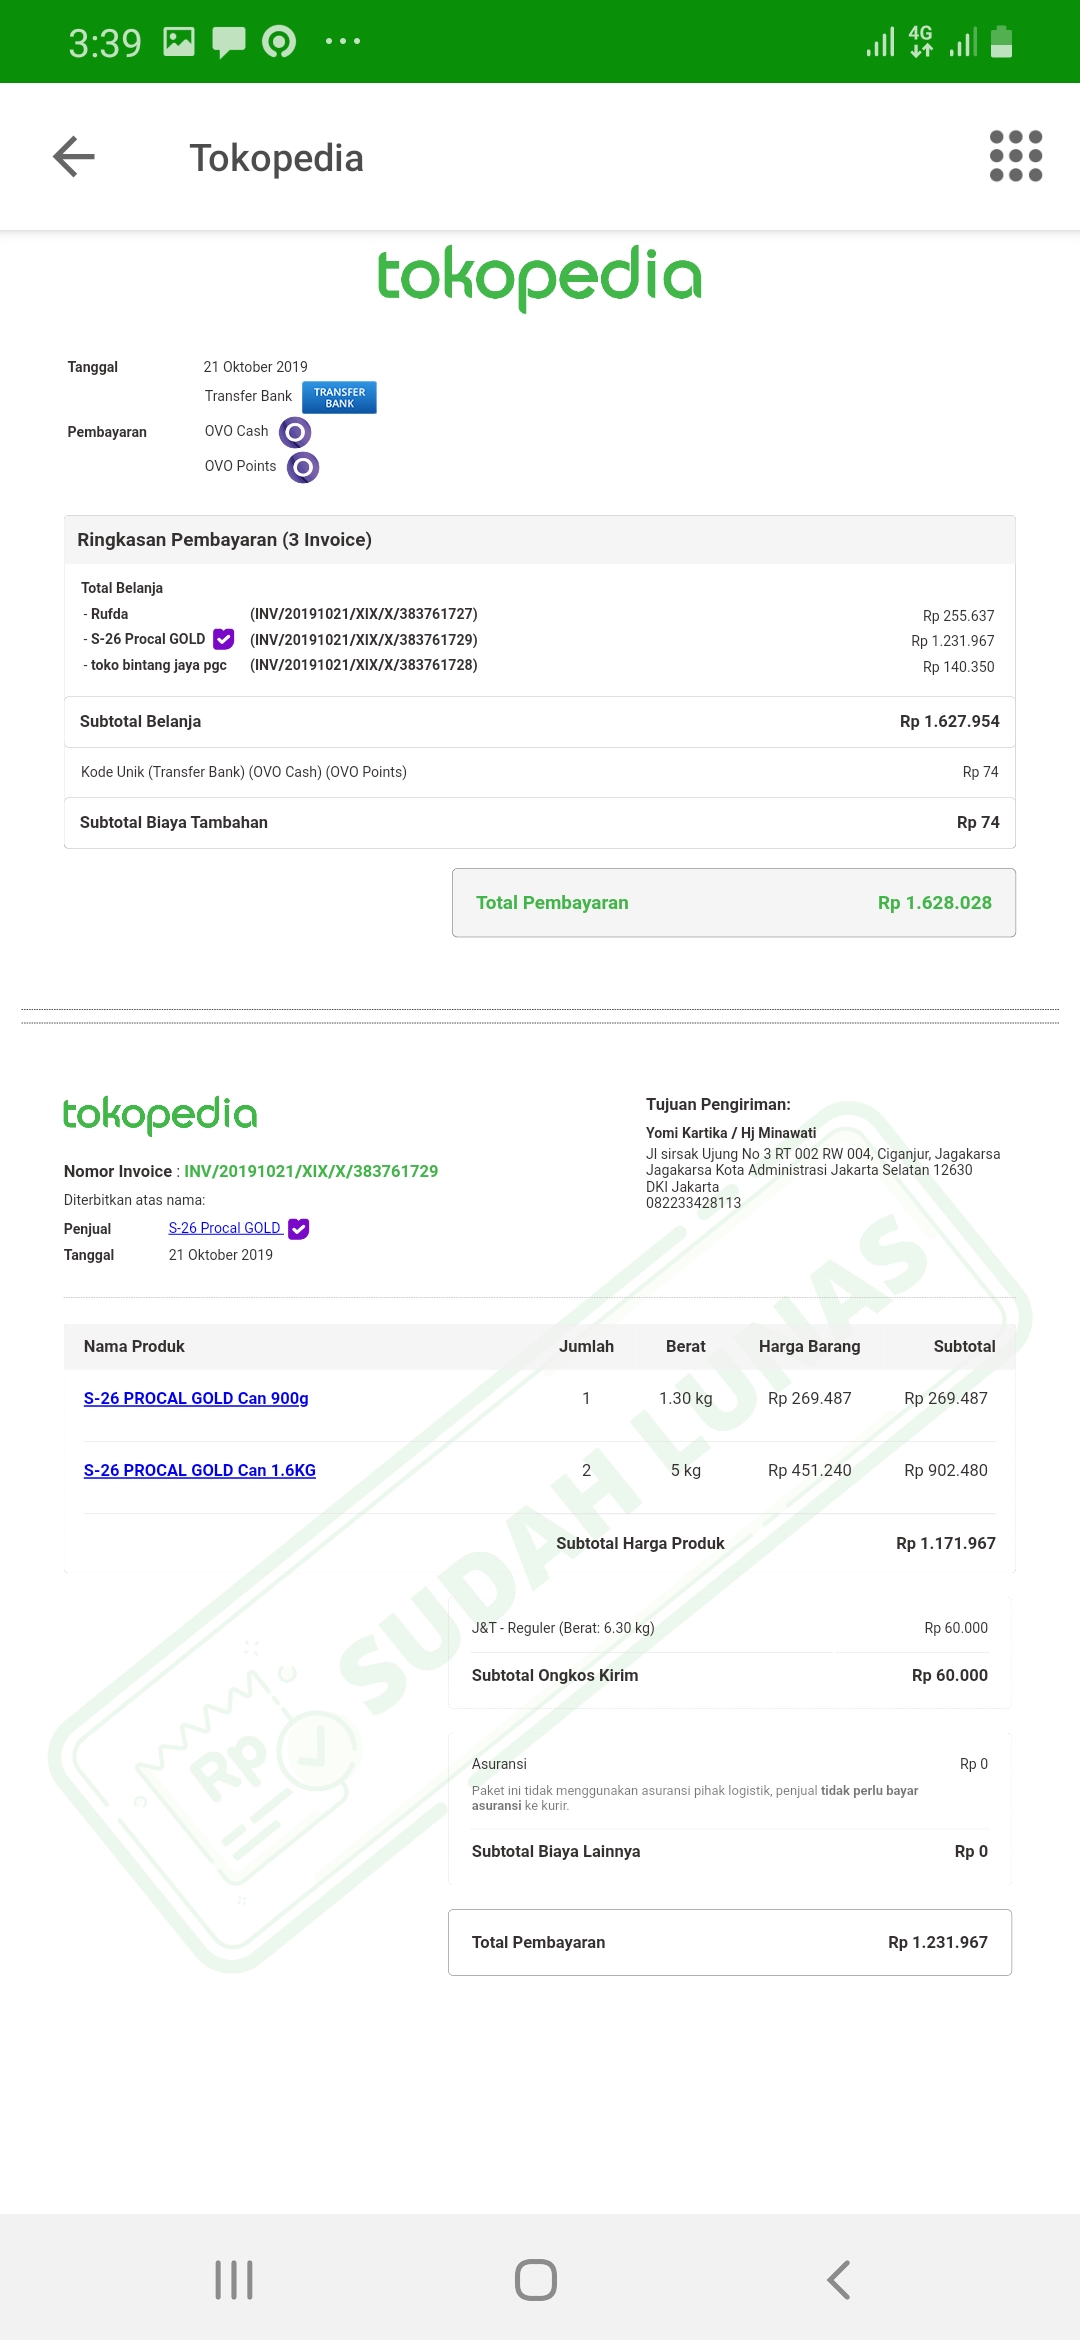 3:39
4G
Tokopedia
tokopedia
Tanggal 21 Oktober 2019
Transfer Bank TRANSFER BANK
Pembayaran OVO Cash
OVO Points
Ringkasan Pembayaran (3 Invoice)
Total Belanja
- Rufda (INV/20191021/XIX/X/383761727) Rp 255.637
- S-26 Procal GOLD (INV/20191021/XIX/X/383761729) Rp 1.231.967
- toko bintang jaya pgc (INV/20191021/XIX/X/383761728) Rp 140.350
Subtotal Belanja Rp 1.627.954
Kode Unik (Transfer Bank) (OVO Cash) (OVO Points) Rp 74
Subtotal Biaya Tambahan Rp 74
Total Pembayaran Rp 1.628.028
tokopedia
Nomor Invoice : INV/20191021/XIX/X/383761729
Diterbitkan atas nama:
Penjual S-26 Procal GOLD
Tanggal 21 Oktober 2019
Tujuan Pengiriman:
Yomi Kartika / Hj Minawati
Jl sirsak Ujung No 3 RT 002 RW 004, Ciganjur, Jagakarsa
Jagakarsa Kota Administrasi Jakarta Selatan 12630
DKI Jakarta
082233428113
Nama Produk Jumlah Berat Harga Barang Subtotal
S-26 PROCAL GOLD Can 900g 1 1.30 kg Rp 269.487 Rp 269.487
S-26 PROCAL GOLD Can 1.6KG 2 5 kg Rp 451.240 Rp 902.480
Subtotal Harga Produk Rp 1.171.967
J&T - Reguler (Berat: 6.30 kg) Rp 60.000
Subtotal Ongkos Kirim Rp 60.000
Asuransi Rp 0
Paket ini tidak menggunakan asuransi pihak logistik, penjual tidak perlu bayar
asuransi ke kurir.
Subtotal Biaya Lainnya Rp 0
Total Pembayaran Rp 1.231.967
Rp SUDAH LUNAS